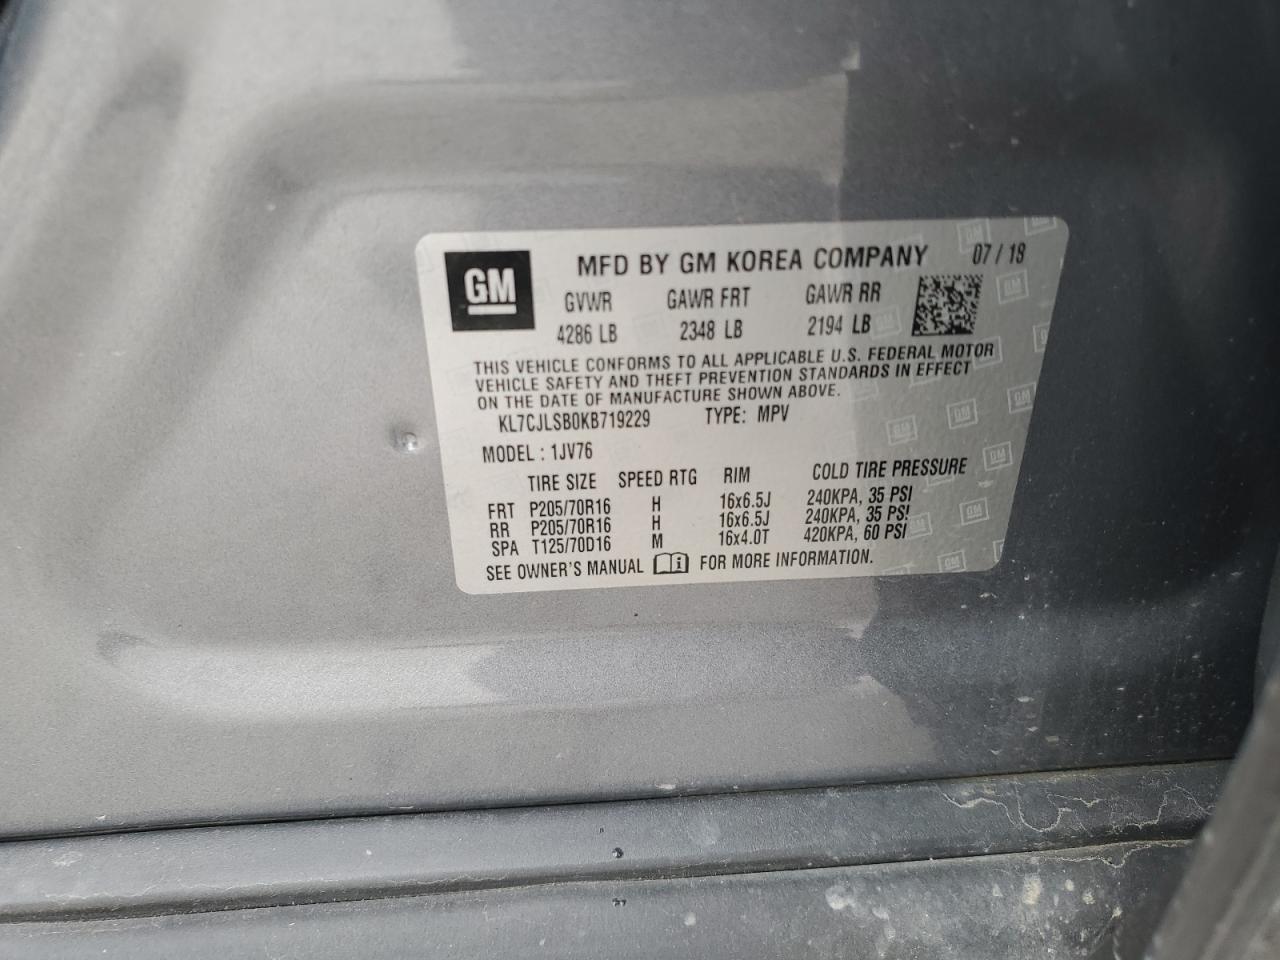 GM
MFD BY GM KOREA COMPANY 07 / 19
GVWR GAWR FRT GAWR RR
4286 LB 2348 LB 2194 LB
THIS VEHICLE CONFORMS TO ALL APPLICABLE U.S. FEDERAL MOTOR
VEHICLE SAFETY AND THEFT PREVENTION STANDARDS IN EFFECT
ON THE DATE OF MANUFACTURE SHOWN ABOVE.
KL7CJLSB0KB719229 TYPE: MPV
MODEL : 1JV76
TIRE SIZE SPEED RTG RIM COLD TIRE PRESSURE
FRT P205/70R16 H 16x6.5J 240KPA, 35 PSI
RR P205/70R16 H 16x6.5J 240KPA, 35 PSI
SPA T125/70D16 M 16x4.0T 420KPA, 60 PSI
SEE OWNER'S MANUAL i FOR MORE INFORMATION.